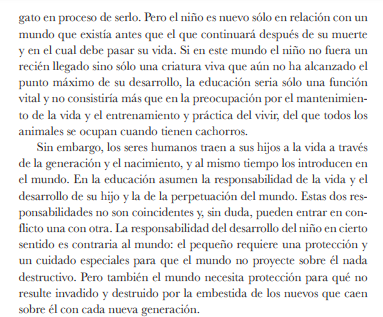 gato en proceso de serlo. Pero el niño es nuevo sólo en relación con un
mundo que existía antes que el que continuará después de su muerte
y en el cual debe pasar su vida. Si en este mundo el niño no fuera un
recién llegado sino sólo una criatura viva que aún no ha alcanzado el
punto máximo de su desarrollo, la educación seria sólo una función
vital y no consistiría más que en la preocupación por el mantenimien-
to de la vida y el entrenamiento y práctica del vivir, del que todos los
animales se ocupan cuando tienen cachorros.
Sin embargo, los seres humanos traen a sus hijos a la vida a través
de la generación y el nacimiento, y al mismo tiempo los introducen en
el mundo. En la educación asumen la responsabilidad de la vida y el
desarrollo de su hijo y la de la perpetuación del mundo. Estas dos res-
ponsabilidades no son coincidentes y, sin duda, pueden entrar en con-
flicto una con otra. La responsabilidad del desarrollo del niño en cierto
sentido es contraria al mundo: el pequeño requiere una protección y
un cuidado especiales para que el mundo no proyecte sobre él nada
destructivo. Pero también el mundo necesita protección para qué no
resulte invadido y destruido por la embestida de los nuevos que caen
sobre él con cada nueva generación.